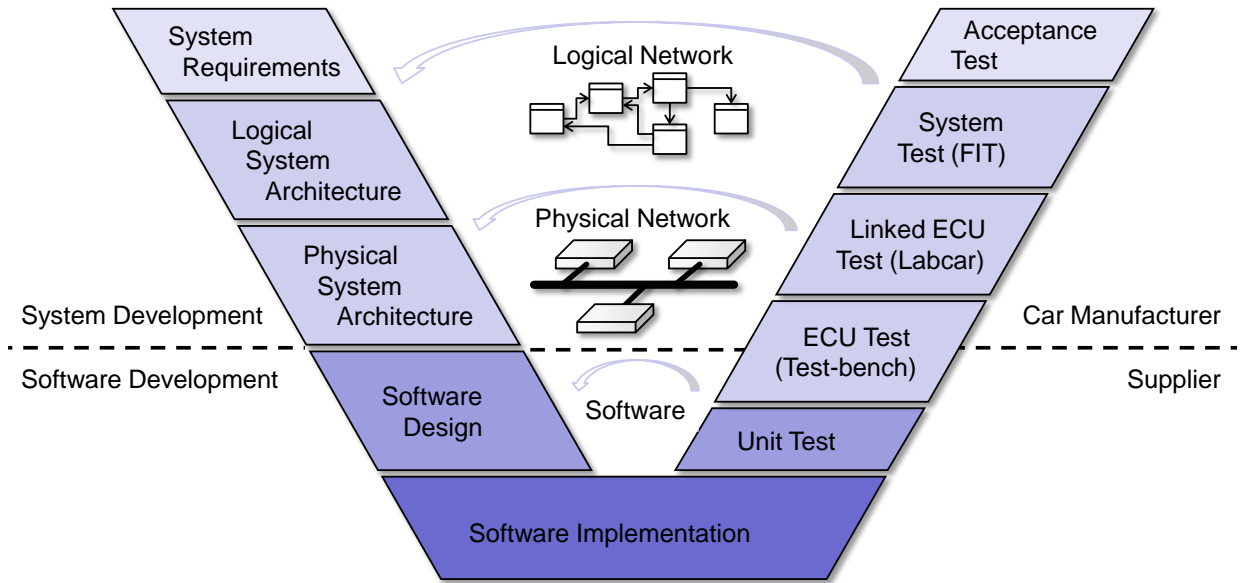 System
Requirements
Logical
System
Architecture
Physical
System
Architecture
System Development
Software Development
Software
Design
Software Implementation
Logical Network
Physical Network
Software
Acceptance
Test
System
Test (FIT)
Linked ECU
Test (Labcar)
ECU Test
(Test-bench)
Unit Test
Car Manufacturer
Supplier